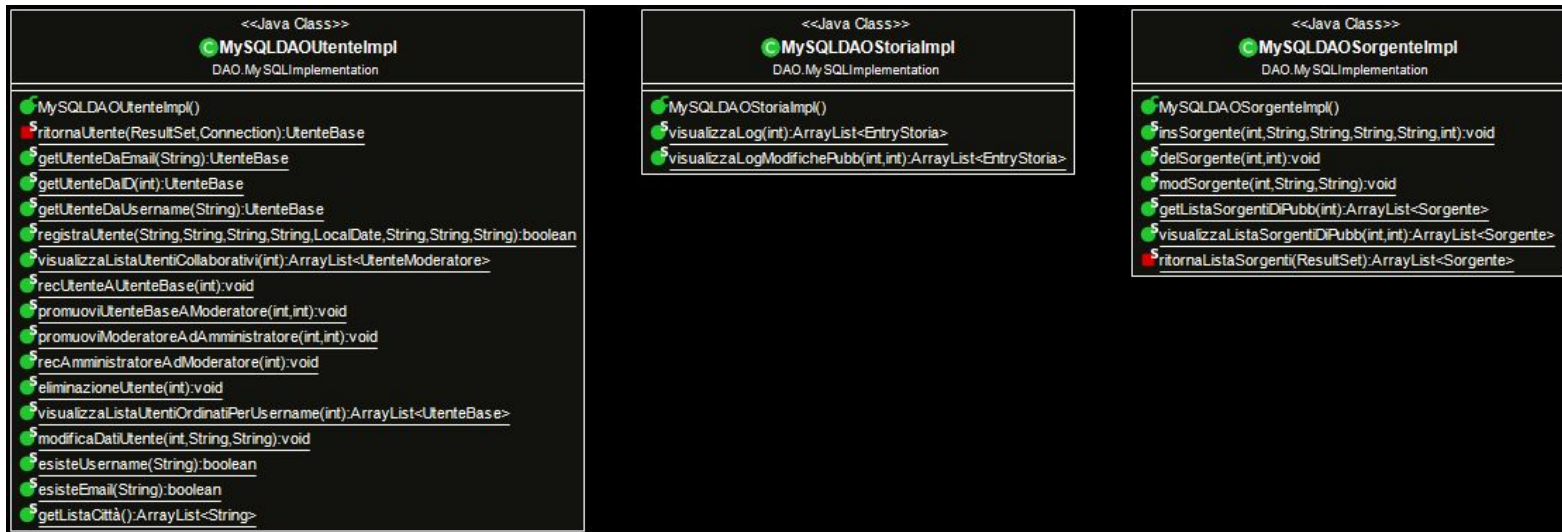 <<Java Class>>
MySQLDAOUtenteImpl
DAO.MySQLImplementation
MySQLDAOUtenteImpl()
ritornaUtente(ResultSet,Connection):UtenteBase
getUtenteDaEmail(String):UtenteBase
getUtenteDaID(int):UtenteBase
getUtenteDaUsername(String):UtenteBase
registraUtente(String,String,String,String,LocalDate,String,String,String):boolean
visualizzaListaUtentiCollaborativi(int):ArrayList<UtenteModeratore>
recUtenteAUtenteBase(int):void
promuoviUtenteBaseAModeratore(int,int):void
promuoviModeratoreAdAmministratore(int,int):void
recAmministratoreAdModeratore(int):void
eliminazioneUtente(int):void
visualizzaListaUtentiOrdinatiPerUsername(int):ArrayList<UtenteBase>
modificaDatiUtente(int,String,String):void
esisteUsername(String):boolean
esisteEmail(String):boolean
getListaCittà():ArrayList<String>
<<Java Class>>
MySQLDAOStoriaImpl
DAO.MySQLImplementation
MySQLDAOStoriaImpl()
visualizzaLog(int):ArrayList<EntryStoria>
visualizzaLogModifichePubb(int,int):ArrayList<EntryStoria>
<<Java Class>>
MySQLDAOSorgenteImpl
DAO.MySQLImplementation
MySQLDAOSorgenteImpl()
insSorgente(int,String,String,String,String,int):void
delSorgente(int,int):void
modSorgente(int,String,String):void
getListaSorgentiDiPubb(int):ArrayList<Sorgente>
visualizzaListaSorgentiDiPubb(int,int):ArrayList<Sorgente>
ritornaListaSorgenti(ResultSet):ArrayList<Sorgente>